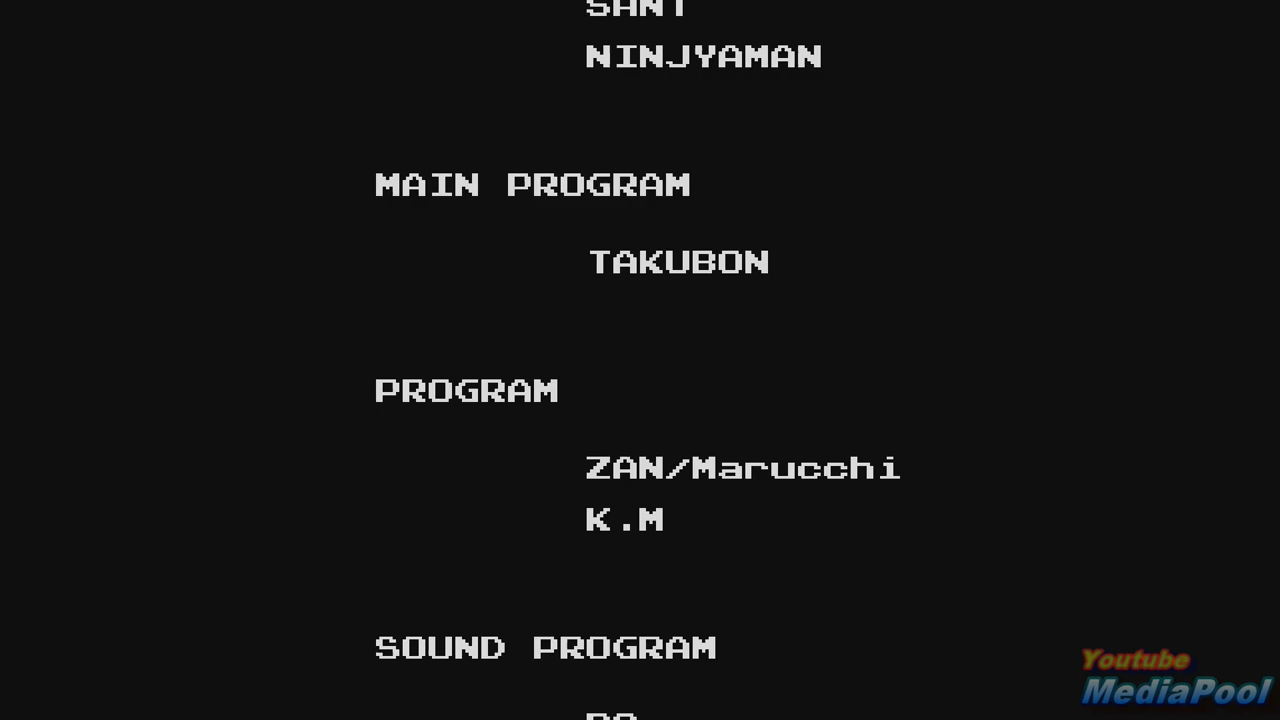 NINJYAMAN
MAIN PROGRAM
TAKUBON
PROGRAM
ZAN/Marucchi
K.M
SOUND PROGRAM
Youtube
MediaPool